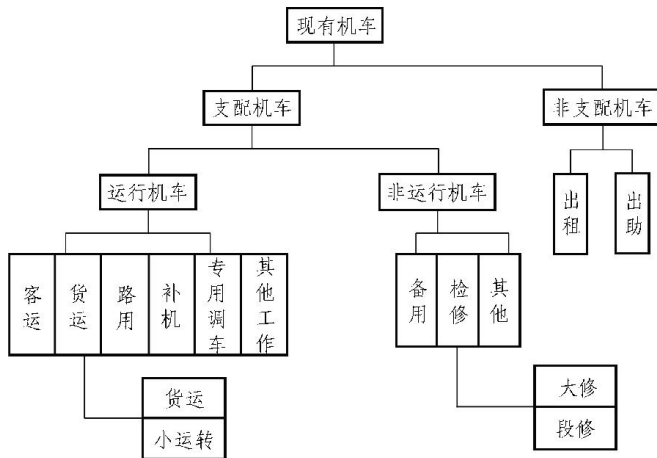 现有机车
支配机车
非支配机车
运行机车
非运行机车
出租
出助
客运
货运
路用
补机
专用调车
其他工作
备用
检修
其他
货运
小运转
大修
段修